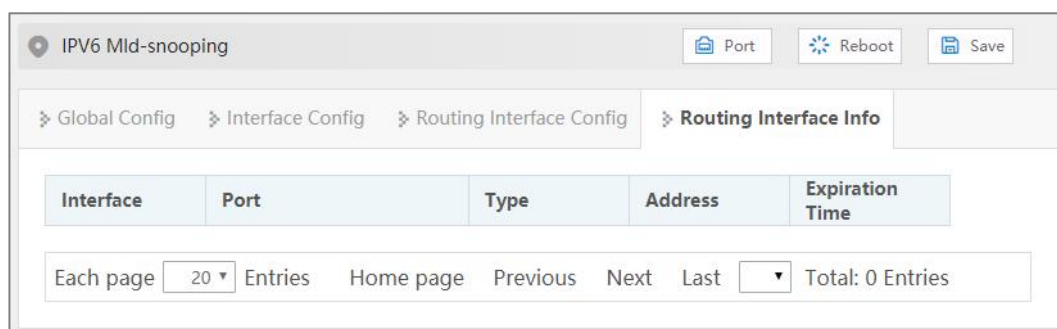 IPV6 Mld-snooping Port Reboot Save
Global Config Interface Config Routing Interface Config Routing Interface Info
Interface Port Type Address Expiration Time
Each page 20 Entries Home page Previous Next Last Total: 0 Entries